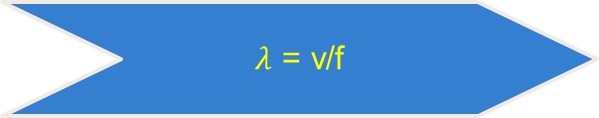 λ = v/f